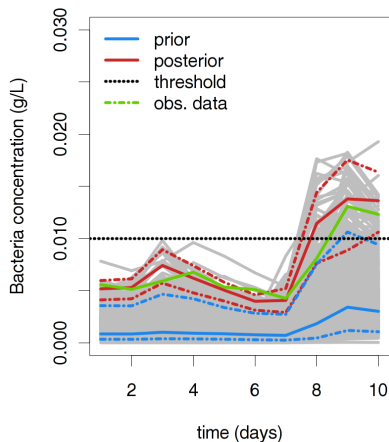 0.030
prior
posterior
threshold
obs. data
0.020
0.010
0.000
Bacteria concentration (g/L)
2 4 6 8 10
time (days)